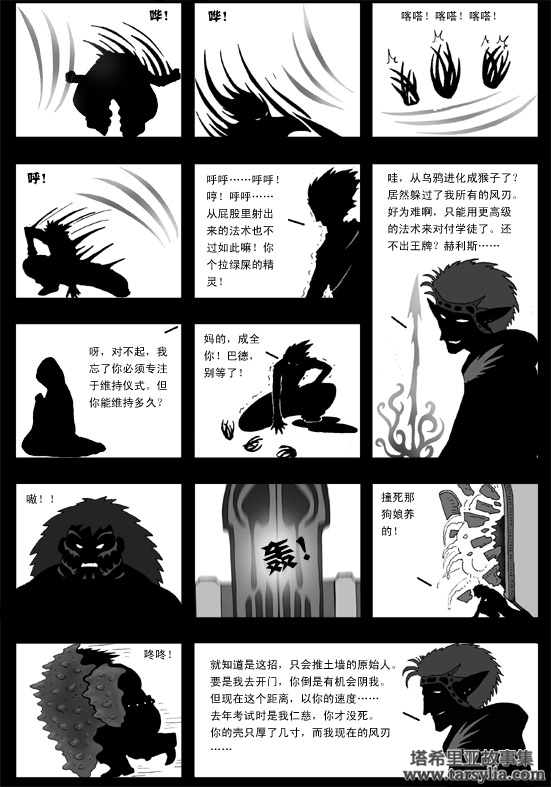 哗！
哗！
喀嗒！喀嗒！喀嗒！
呼！
呼呼……呼呼！
哼！呼呼……
从屁股里射出
来的法术也不
过如此嘛！你
个拉绿屎的精
灵！
哇，从乌鸦进化成猴子了？
居然躲过了我所有的风刃。
好为难啊，只能用更高级
的法术来对付学徒了。还
不出王牌？赫利斯……
呀，对不起，我
忘了你必须专注
于维持仪式。但
你能维持多久？
妈的，成全
你！巴德，
别等了！
嗷！！
轰！
撞死那
狗娘养
的！
咚咚！
就知道是这招，只会推土墙的原始人。
要是我去开门，你倒是有机会阴我。
但现在这个距离，以你的速度……
去年考试时是我仁慈，你才没死。
你的壳只厚了几寸，而我现在的风刃
……
塔希里亚故事集
www.tarsylia.com